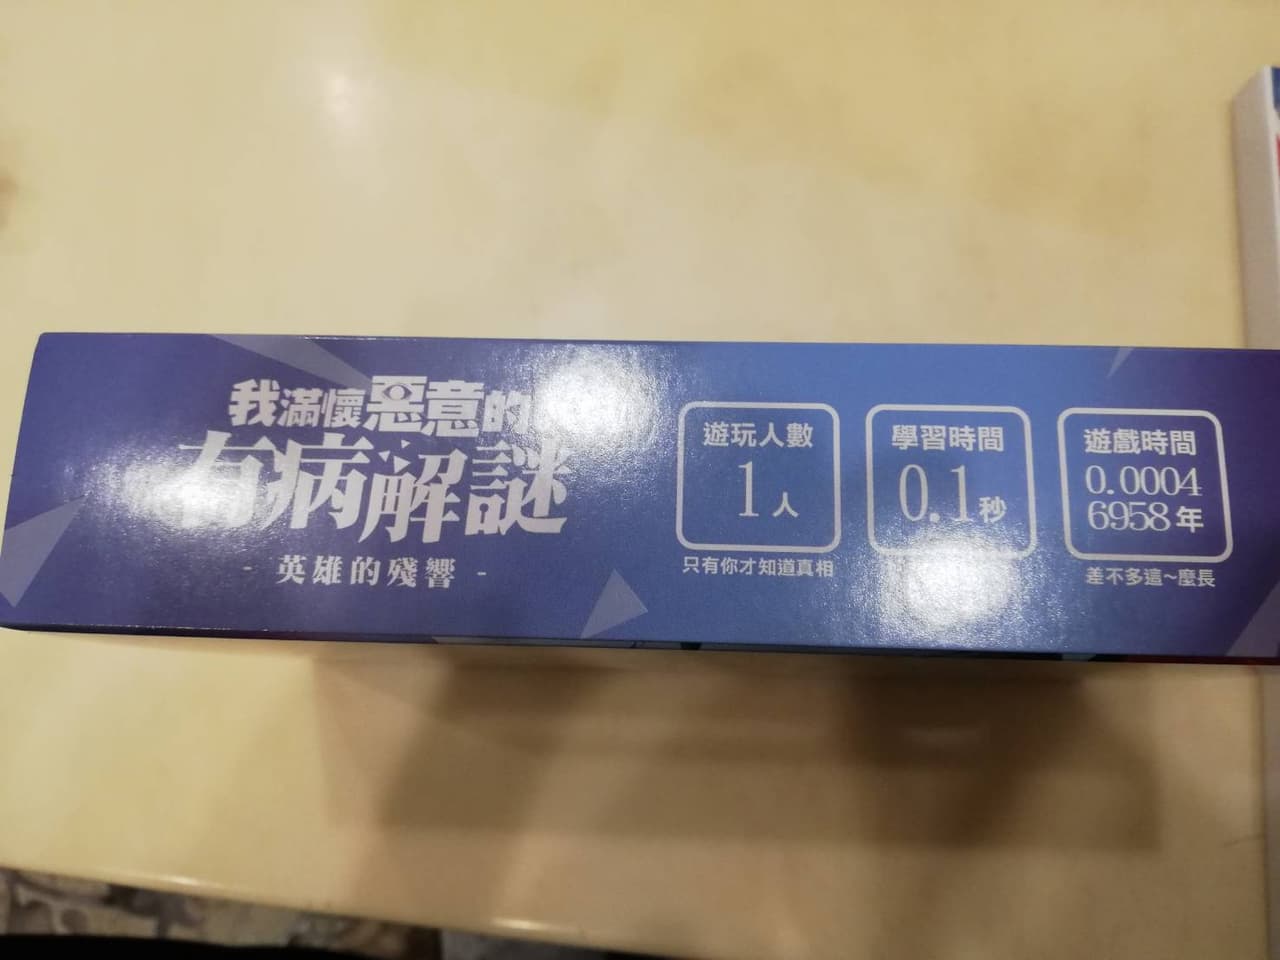 我滿懷惡意的
有病解謎
- 英雄的殘響 -
遊玩人數
1人
只有你才知道真相
學習時間
0.1秒
遊戲時間
0.0004
6958年
差不多這~麼長